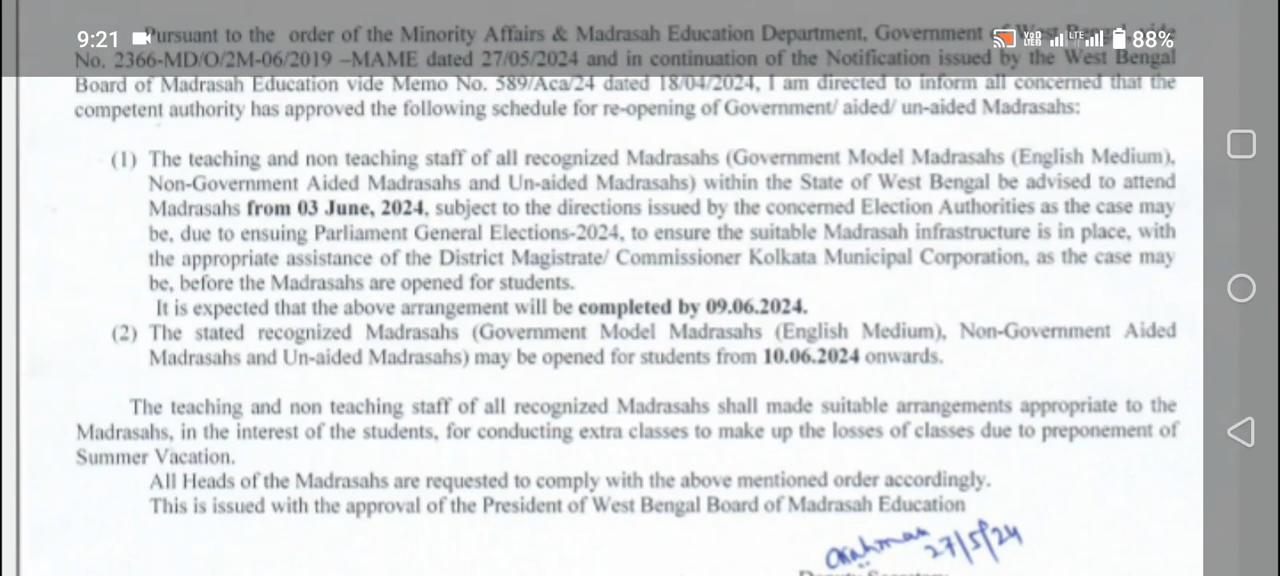 9:21
VoD LTED LTE 88%
Pursuant to the order of the Minority Affairs & Madrasah Education Department, Government of West Bengal vide
No. 2366-MD/O/2M-06/2019 –MAME dated 27/05/2024 and in continuation of the Notification issued by the West Bengal
Board of Madrasah Education vide Memo No. 589/Aca/24 dated 18/04/2024, I am directed to inform all concerned that the
competent authority has approved the following schedule for re-opening of Government/ aided/ un-aided Madrasahs:
(1) The teaching and non teaching staff of all recognized Madrasahs (Government Model Madrasahs (English Medium),
Non-Government Aided Madrasahs and Un-aided Madrasahs) within the State of West Bengal be advised to attend
Madrasahs from 03 June, 2024, subject to the directions issued by the concerned Election Authorities as the case may
be, due to ensuing Parliament General Elections-2024, to ensure the suitable Madrasah infrastructure is in place, with
the appropriate assistance of the District Magistrate/ Commissioner Kolkata Municipal Corporation, as the case may
be, before the Madrasahs are opened for students.
It is expected that the above arrangement will be completed by 09.06.2024.
(2) The stated recognized Madrasahs (Government Model Madrasahs (English Medium), Non-Government Aided
Madrasahs and Un-aided Madrasahs) may be opened for students from 10.06.2024 onwards.
The teaching and non teaching staff of all recognized Madrasahs shall made suitable arrangements appropriate to the
Madrasahs, in the interest of the students, for conducting extra classes to make up the losses of classes due to preponement of
Summer Vacation.
All Heads of the Madrasahs are requested to comply with the above mentioned order accordingly.
This is issued with the approval of the President of West Bengal Board of Madrasah Education
27/5/24